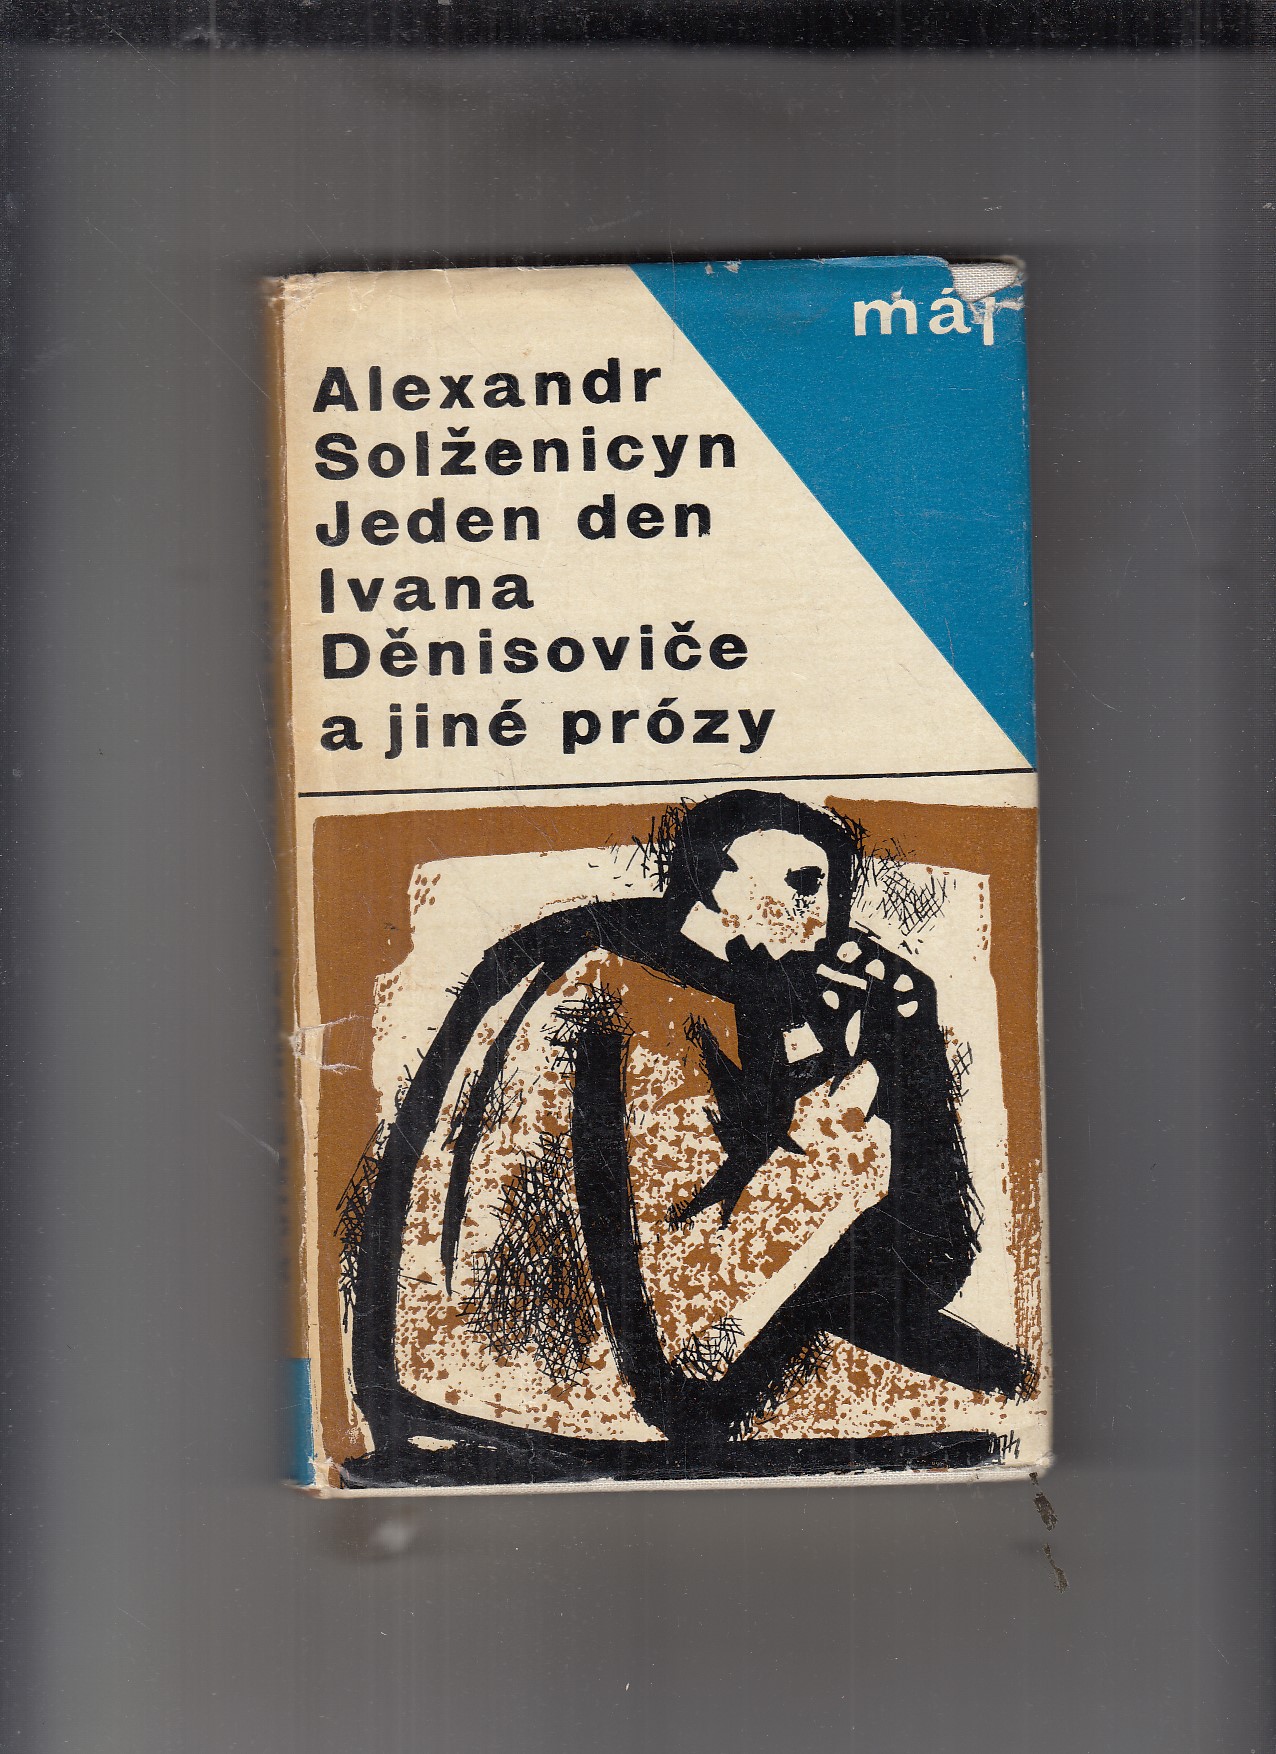 máj
Alexandr
Solženicyn
Jeden den
Ivana
Děnisoviče
a jiné prózy